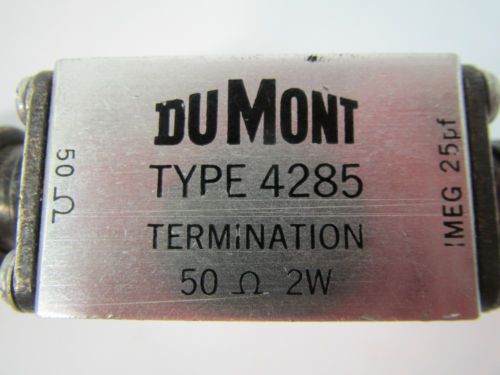 DUMONT
TYPE 4285
TERMINATION
50 Ω 2W
50 Ω
1MEG 25pf